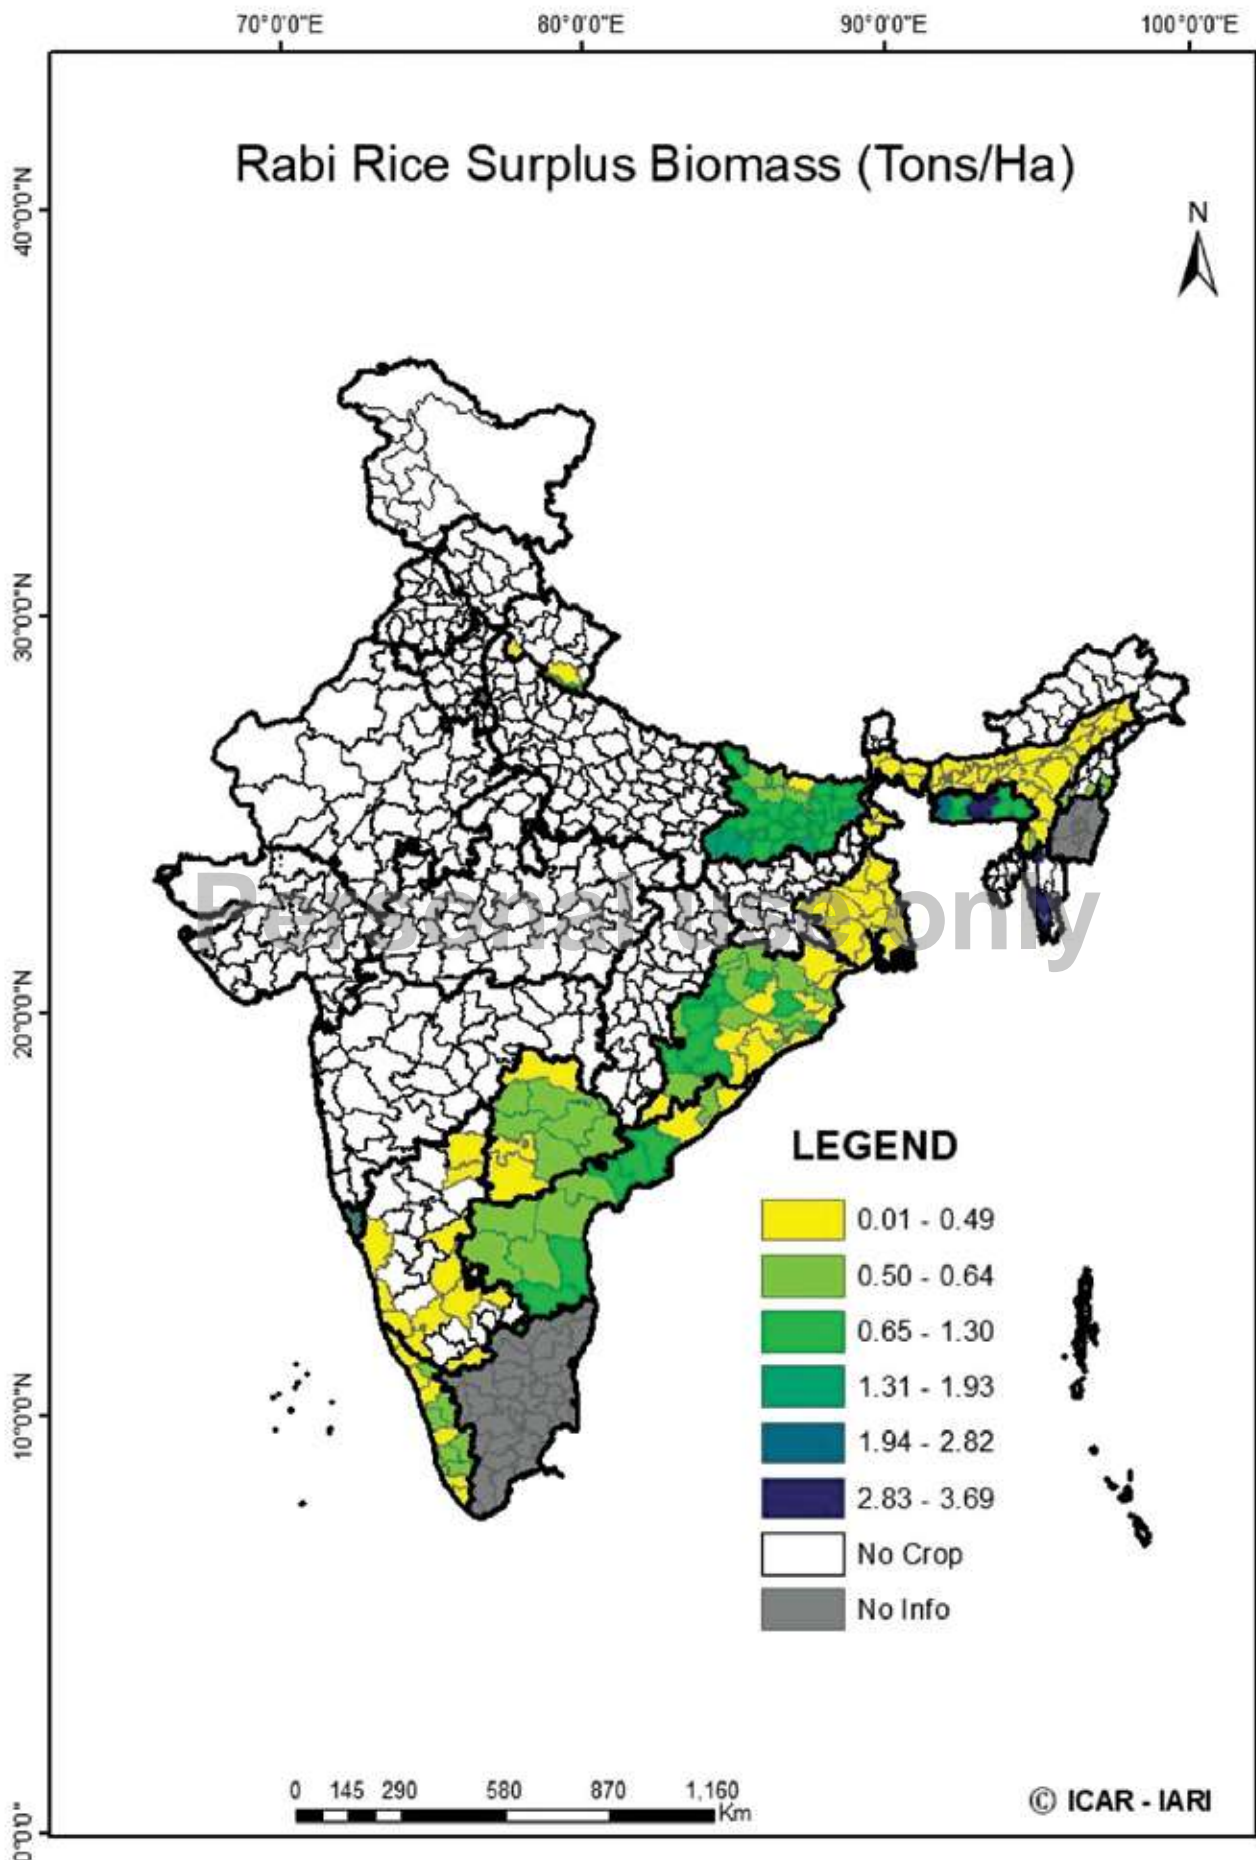 70°0'0"E 80°0'0"E 90°0'0"E 100°0'0"E
Rabi Rice Surplus Biomass (Tons/Ha)
N
40°0'0"N
30°0'0"N
20°0'0"N
10°0'0"N
0°0'0"
Personal use only
LEGEND
0.01 - 0.49
0.50 - 0.64
0.65 - 1.30
1.31 - 1.93
1.94 - 2.82
2.83 - 3.69
No Crop
No Info
0 145 290 580 870 1,160
Km
© ICAR - IARI